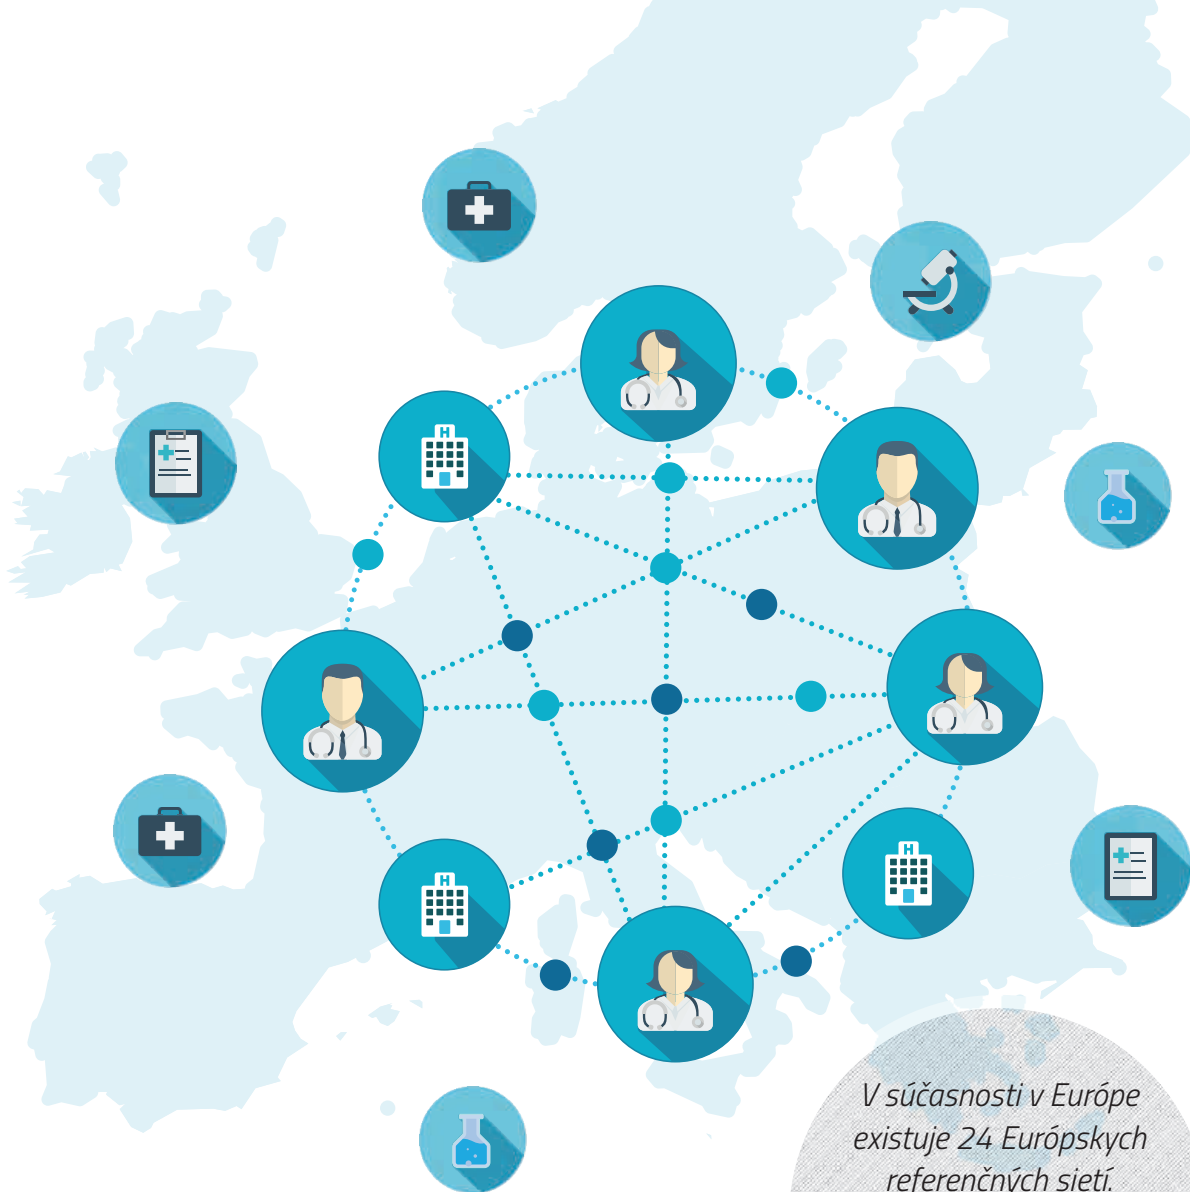 H
H
H
V súčasnosti v Európe
existuje 24 Európskych
referenčných sietí.